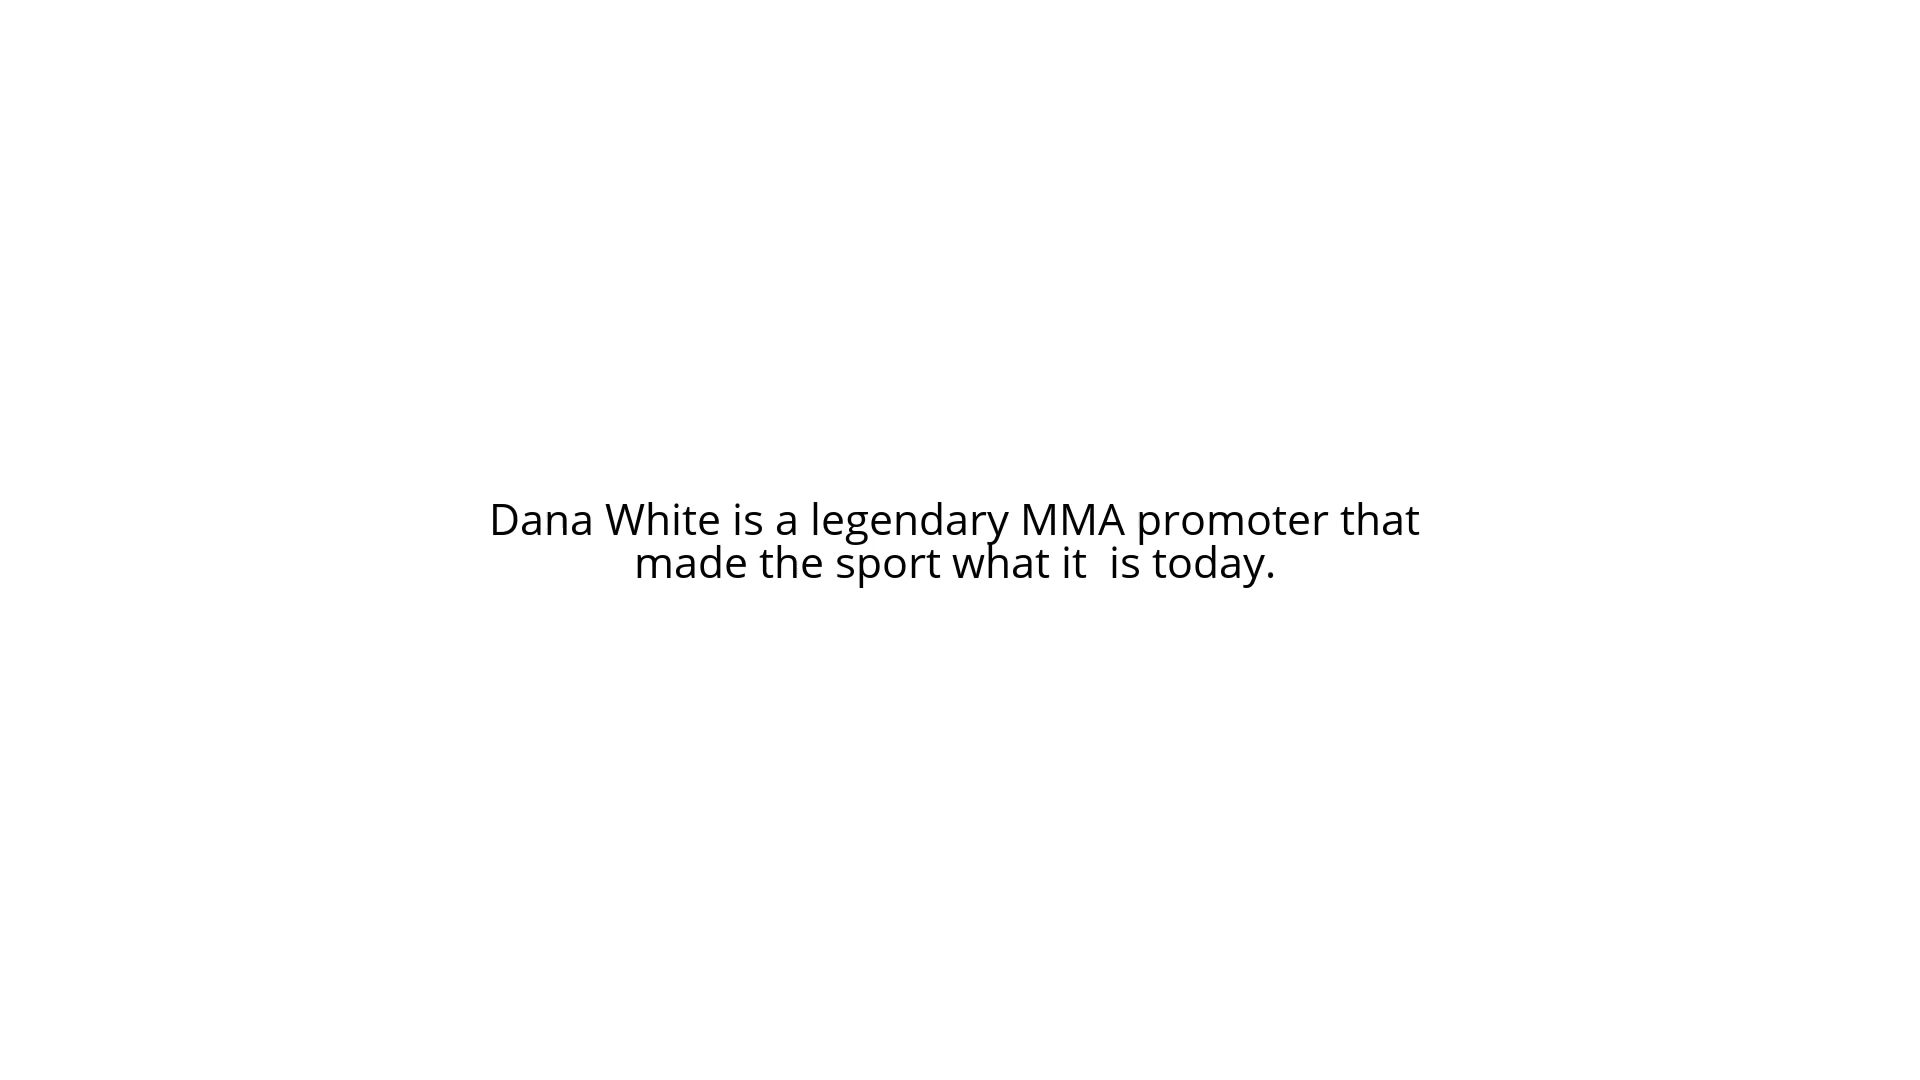 Dana White is a legendary MMA promoter that
made the sport what it  is today.